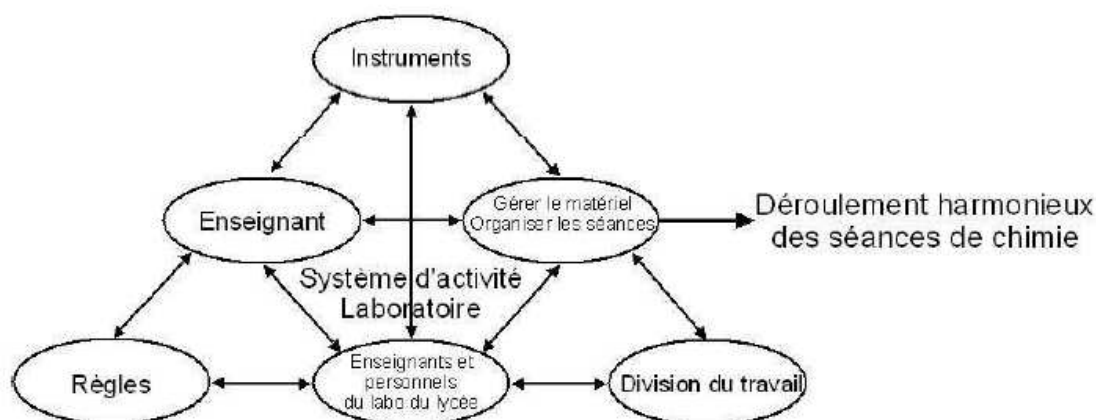 Instruments
Enseignant
Gérer le matériel
Organiser les séances
Déroulement harmonieux
des séances de chimie
Système d'activité
Laboratoire
Règles
Enseignants et
personnels
du labo du lycée
Division du travail